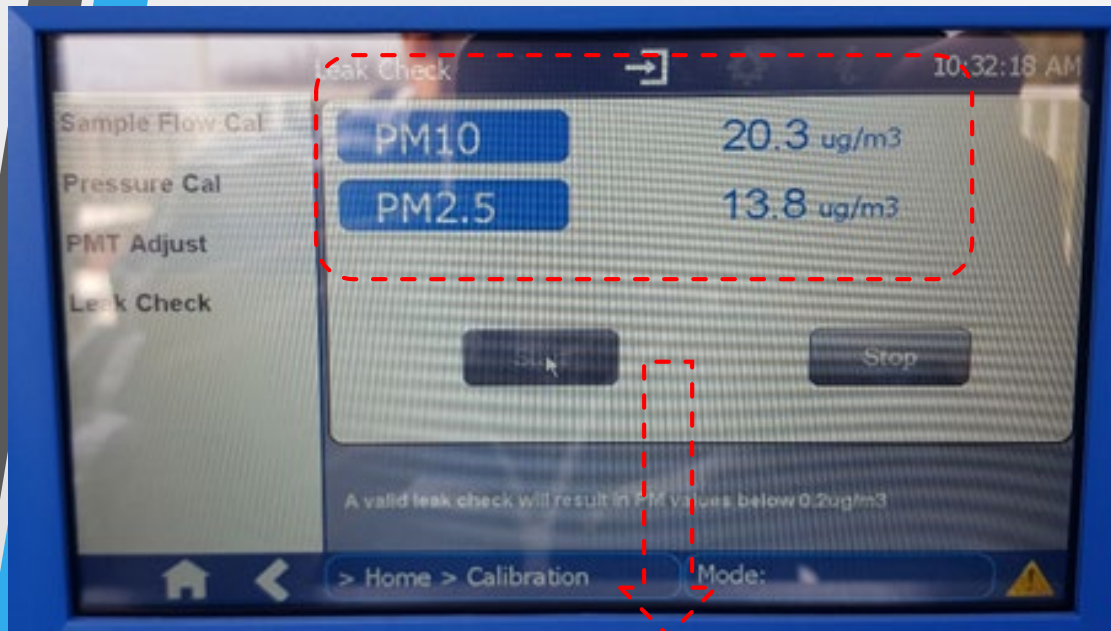 Leak Check
10:32:18 AM
Sample Flow Cal
Pressure Cal
PMT Adjust
Leak Check
PM10 20.3 ug/m3
PM2.5 13.8 ug/m3
Start Stop
A valid leak check will result in PM values below 0.2ug/m3
> Home > Calibration
Mode: